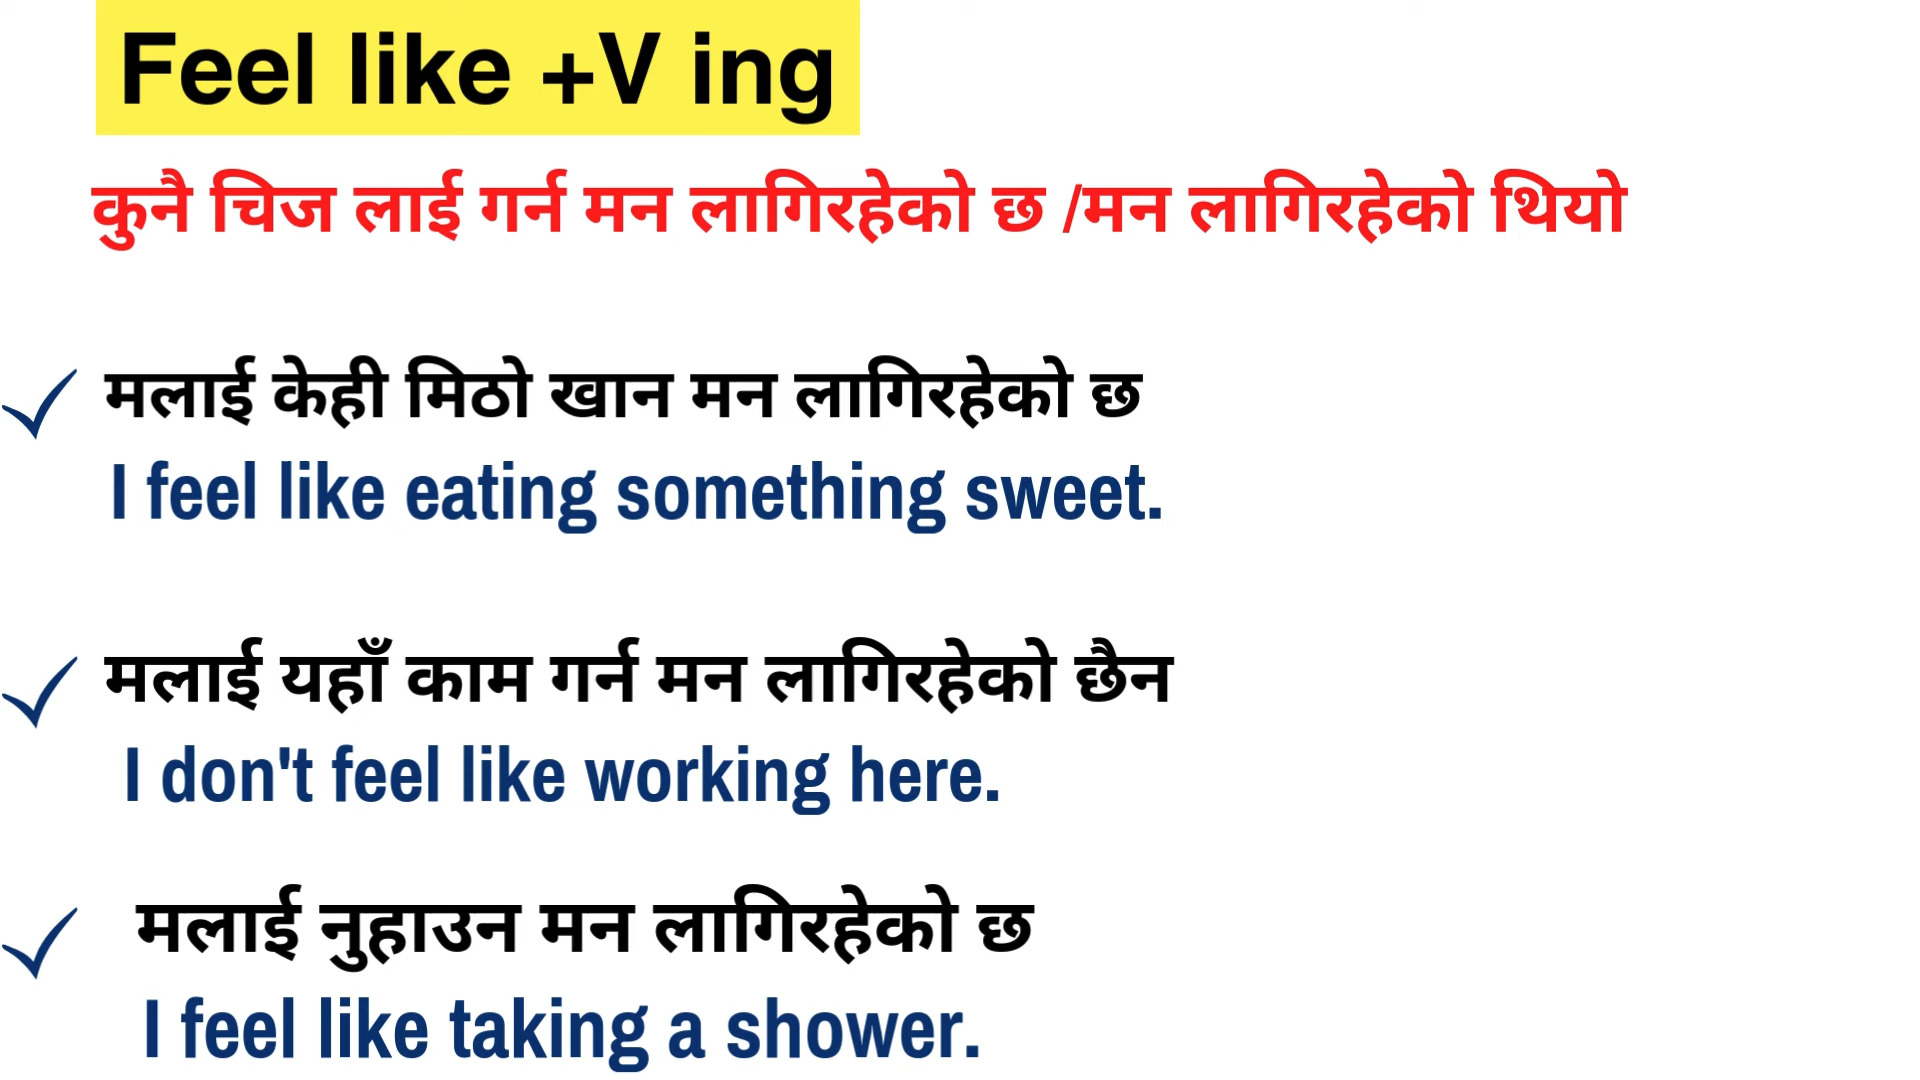 Feel like +V ing
कुनै चिज लाई गर्न मन लागिरहेको छ /मन लागिरहेको थियो
मलाई केही मिठो खान मन लागिरहेको छ
I feel like eating something sweet.
मलाई यहाँ काम गर्न मन लागिरहेको छैन
I don't feel like working here.
मलाई नुहाउन मन लागिरहेको छ
I feel like taking a shower.